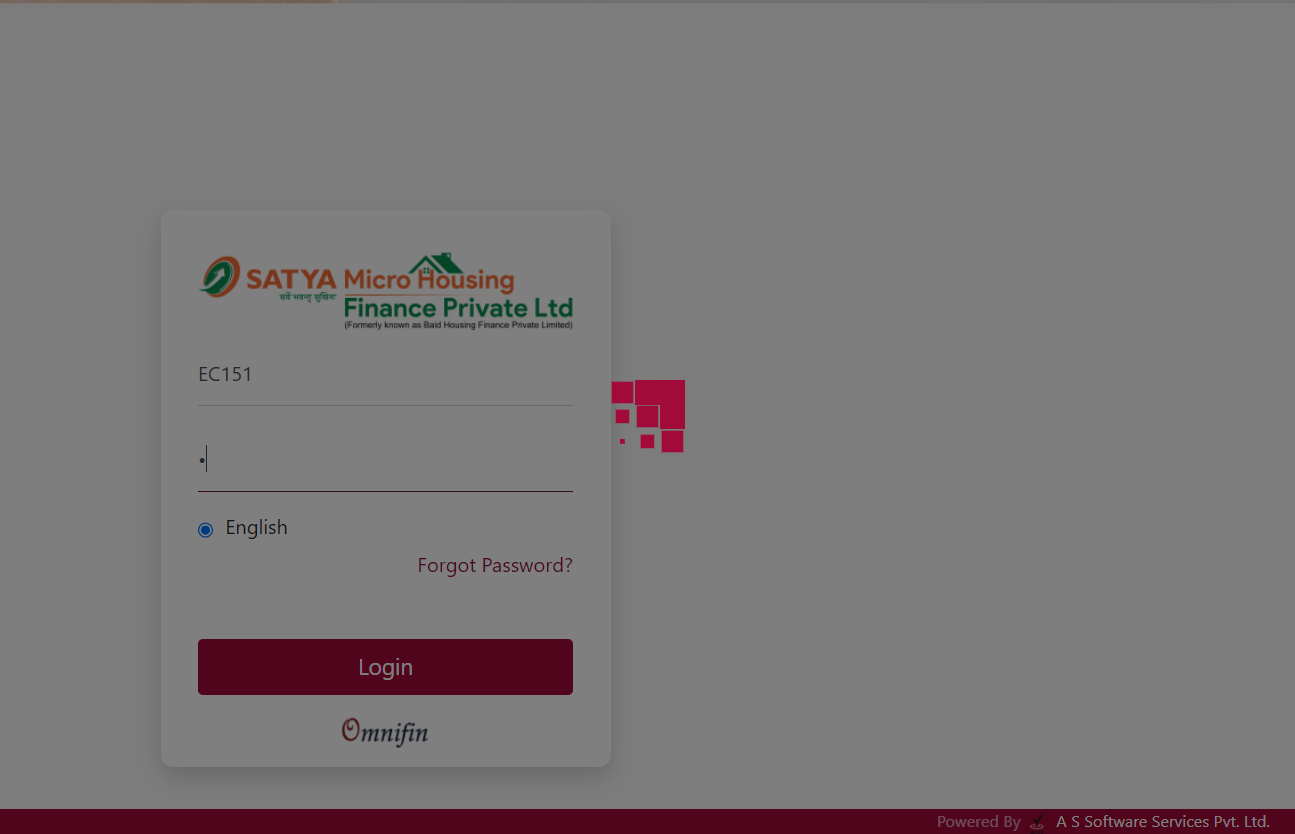 SATYA Micro Housing
सर्वे भवन्तु सुखिनः
Finance Private Ltd
(Formerly known as Baid Housing Finance Private Limited)
EC151
English
Forgot Password?
Login
Omnifin
Powered By A S Software Services Pvt. Ltd.